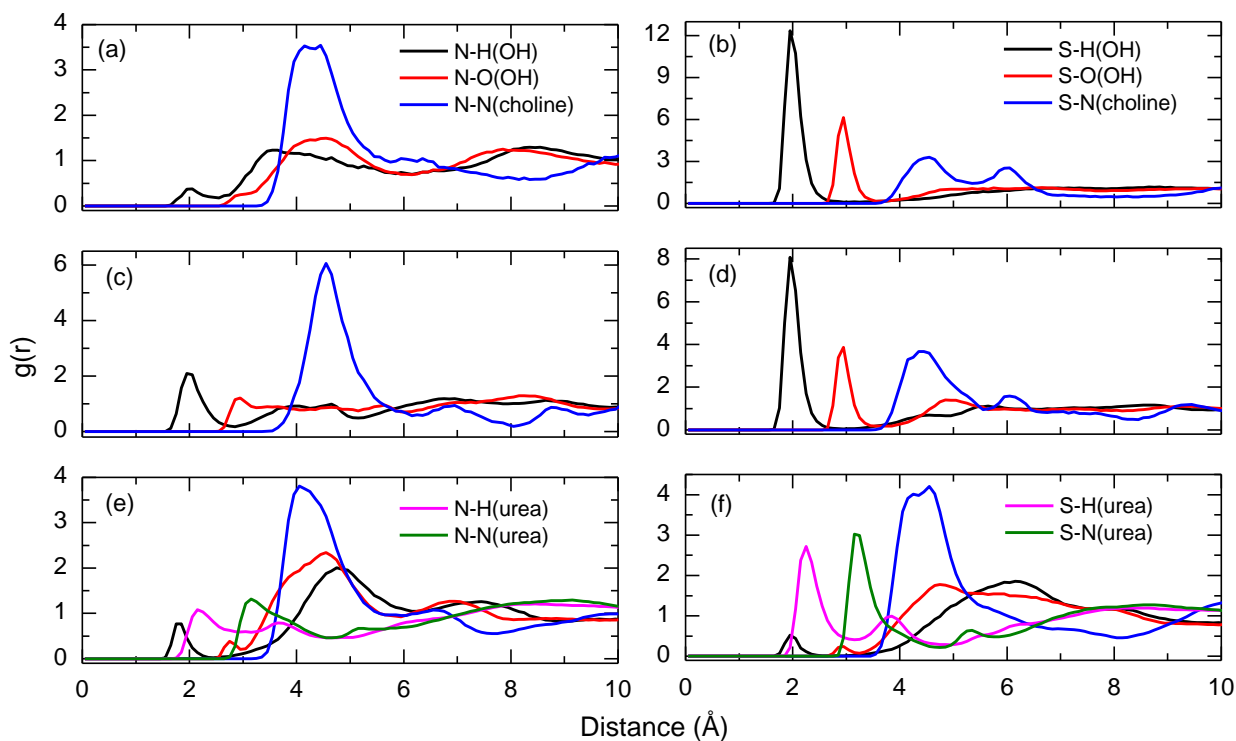 (a)
N-H(OH)
N-O(OH)
N-N(choline)
4
3
2
1
0
(b)
S-H(OH)
S-O(OH)
S-N(choline)
12
9
6
3
0
(c)
6
4
2
0
(d)
8
6
4
2
0
g(r)
(e)
N-H(urea)
N-N(urea)
4
3
2
1
0
0 2 4 6 8 10
(f)
S-H(urea)
S-N(urea)
4
3
2
1
0
0 2 4 6 8 10
Distance (Å)